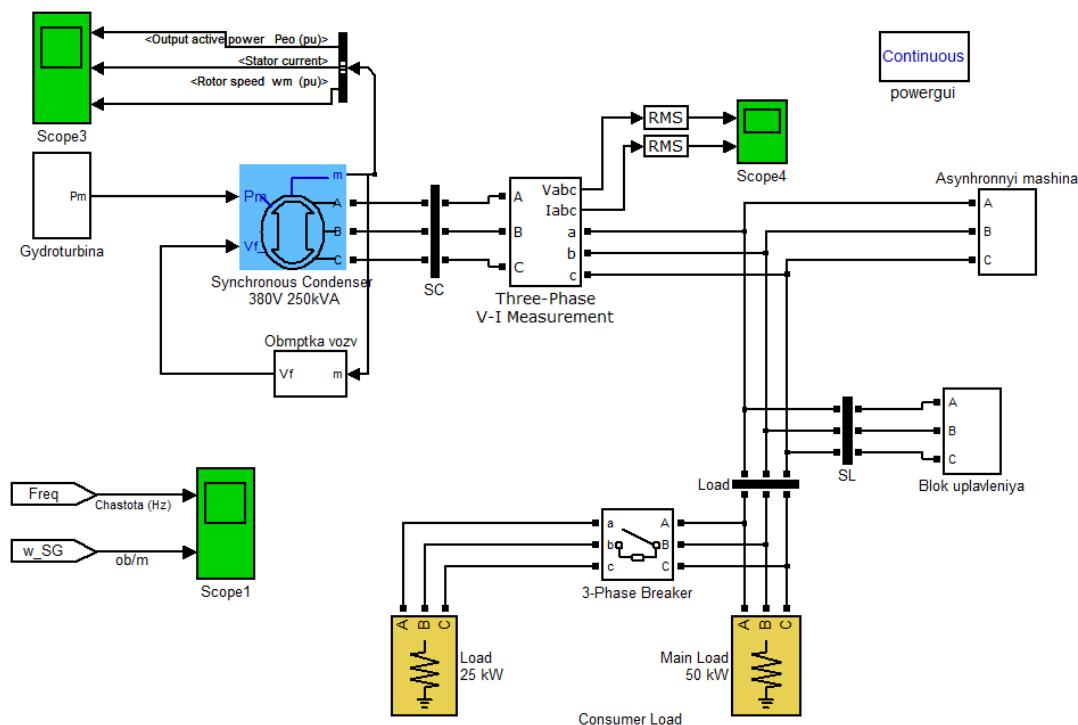 <Output active power Peo (pu)>
<Stator current>
<Rotor speed wm (pu)>
Scope3
Continuous
powergui
RMS
RMS
Scope4
Pm
Gydroturbina
Pm
Vf_
m
A
B
C
Synchronous Condenser
380V 250kVA
SC
A
B
C
Vabc
Iabc
a
b
c
Three-Phase
V-I Measurement
Asynhronnyi mashina
A
B
C
Obmptka vozv
Vf
m
A
B
C
SL
Blok uplavleniya
Load
Freq
Chastota (Hz)
w_SG
ob/m
Scope1
a
b
c
A
B
C
3-Phase Breaker
A
B
C
Load
25 kW
A
B
C
Main Load
50 kW
Consumer Load